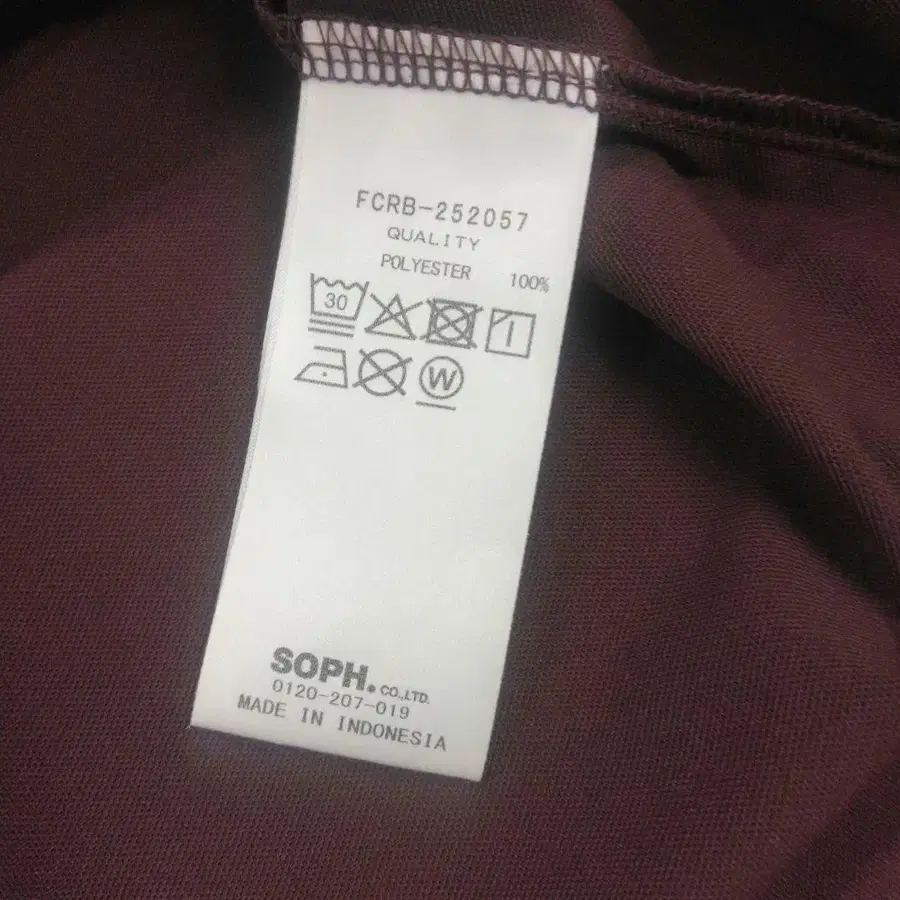 FCRB-252057
QUALITY
POLYESTER 100%
30
W
SOPH. CO.,LTD.
0120-207-019
MADE IN INDONESIA